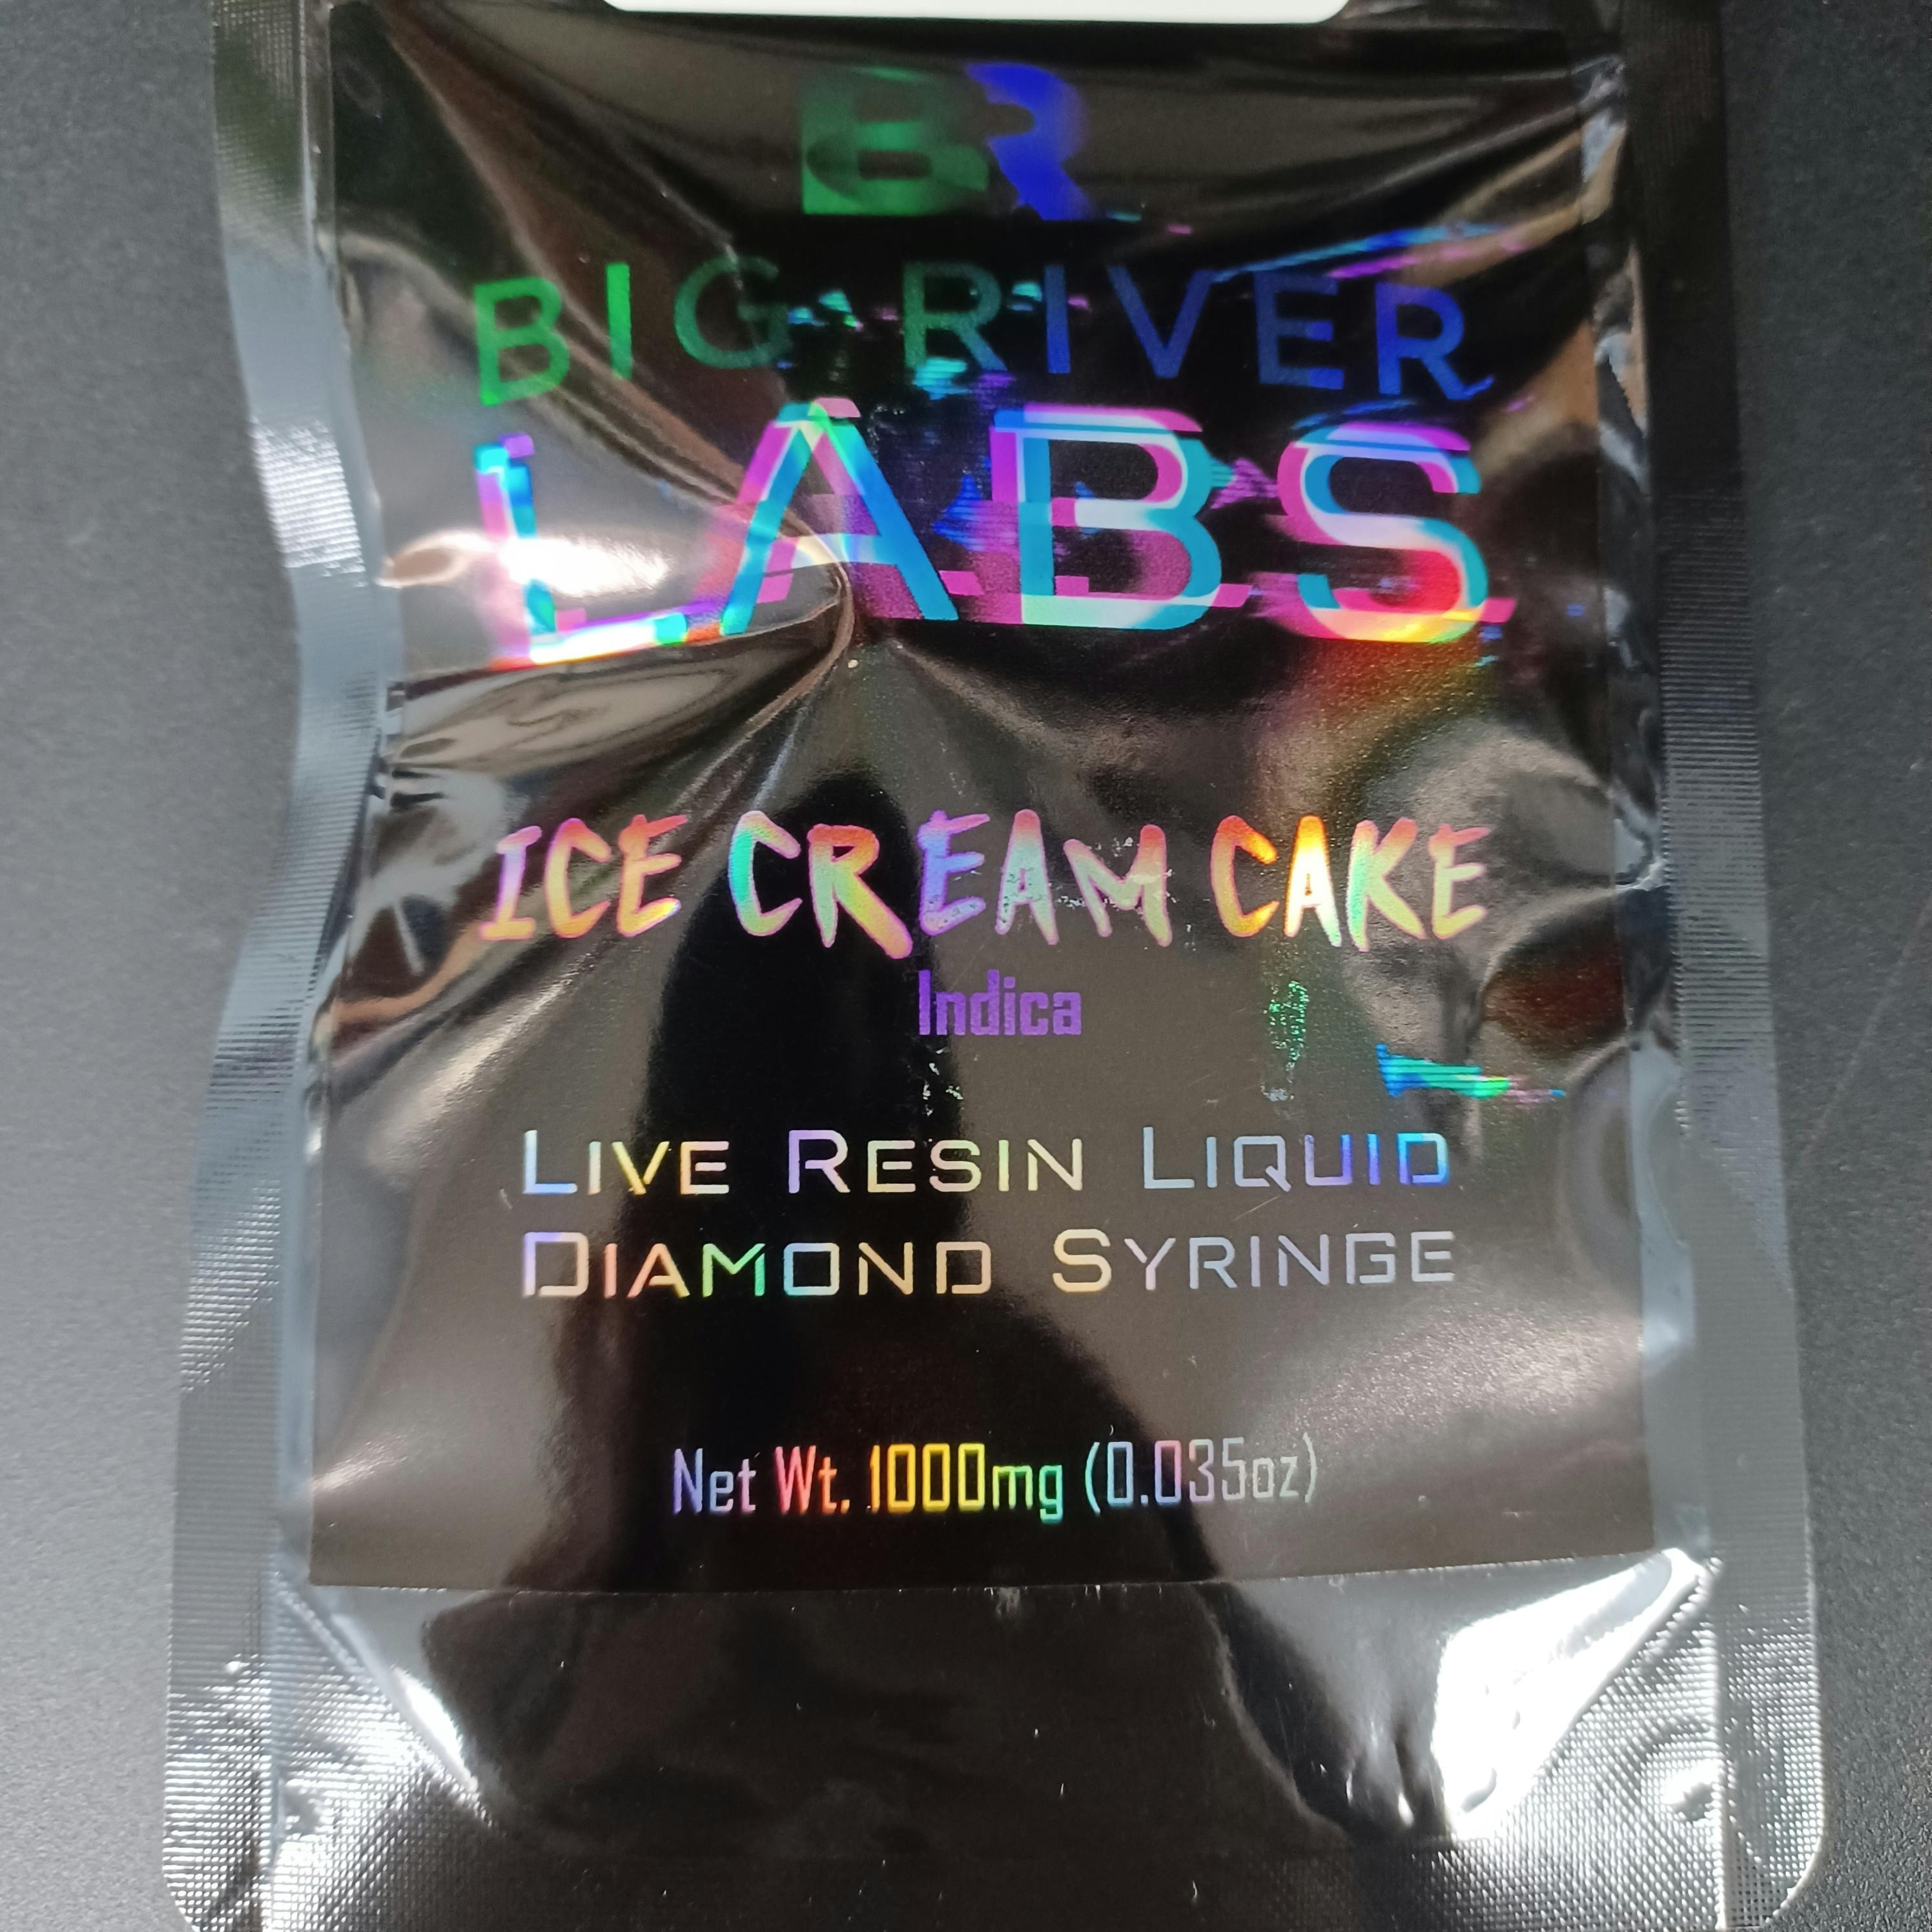 BR
BIG RIVER
LABS
ICE CREAM CAKE
Indica
LIVE RESIN LIQUID
DIAMOND SYRINGE
Net Wt. 1000mg (0.035oz)